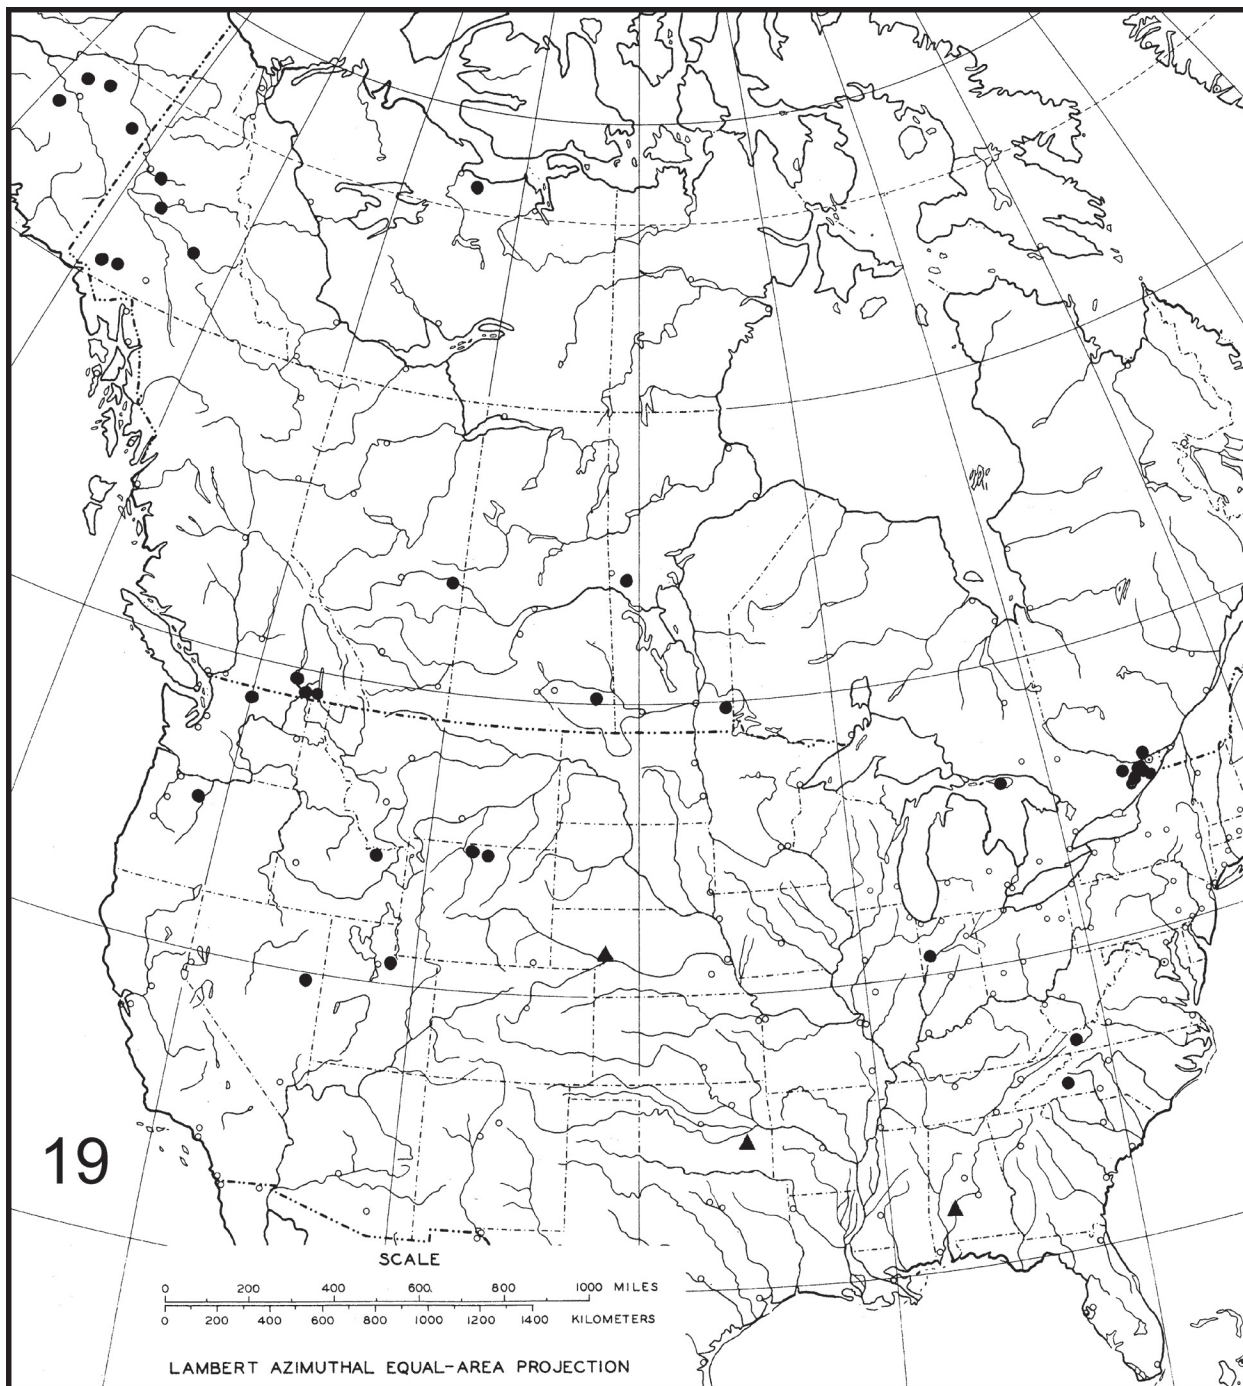 19
SCALE
0 200 400 600. 800 1000 MILES
0 200 400 600 800 1000 1200 1400 KILOMETERS
LAMBERT AZIMUTHAL EQUAL-AREA PROJECTION